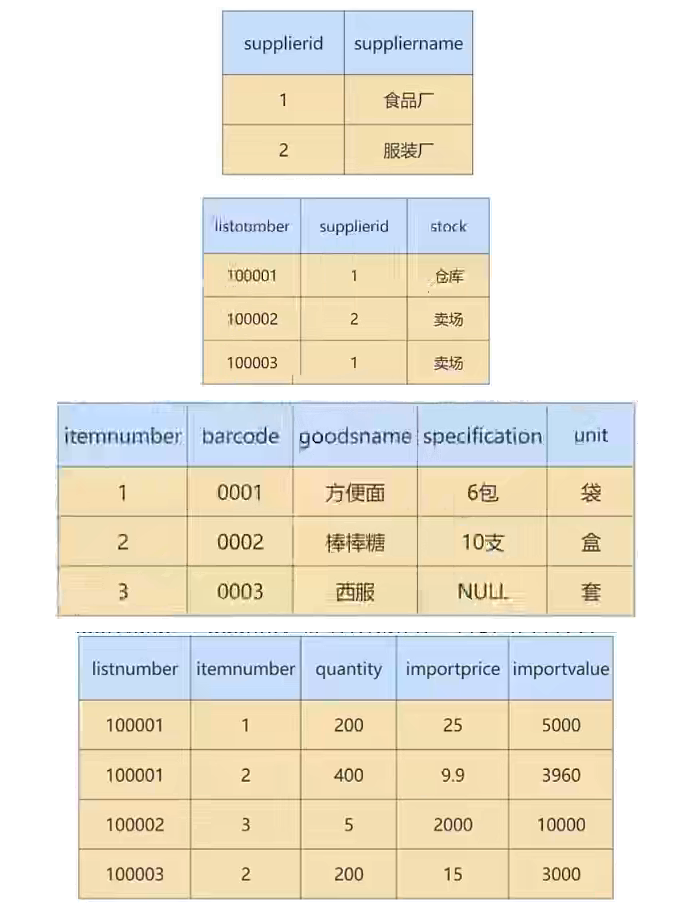 supplierid suppliername
1 食品厂
2 服装厂
listnumber supplierid stock
100001 1 仓库
100002 2 卖场
100003 1 卖场
itemnumber barcode goodsname specification unit
1 0001 方便面 6包 袋
2 0002 棒棒糖 10支 盒
3 0003 西服 NULL 套
listnumber itemnumber quantity importprice importvalue
100001 1 200 25 5000
100001 2 400 9.9 3960
100002 3 5 2000 10000
100003 2 200 15 3000